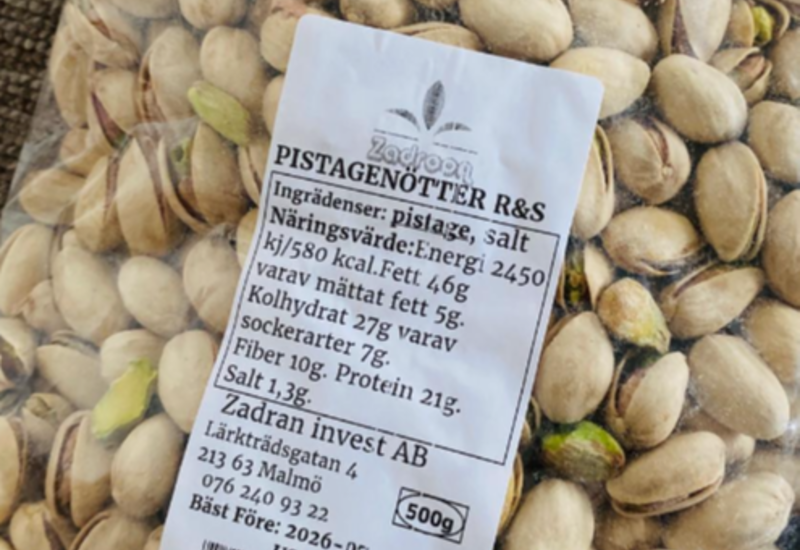 Zadroon
PISTAGENÖTTER R&S
Ingrädenser: pistage, salt
Näringsvärde:Energi 2450
kj/580 kcal.Fett 46g
varav mättat fett 5g.
Kolhydrat 27g varav
sockerarter 7g.
Fiber 10g. Protein 21g.
Salt 1,3g.
Zadran invest AB
Lärkträdsgatan 4
213 63 Malmö
076 240 93 22
500g
Bäst Före: 2026-